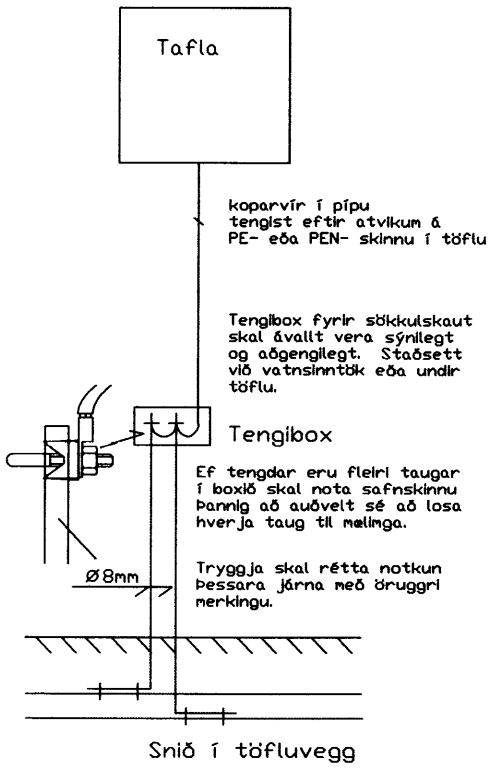 Tafla
koparvír í pípu
tengist eftir atvikum á
PE- eða PEN- skinnu í töflu
Tengibox fyrir sökkulskaut
skal ávallt vera sýnilegt
og aðgengilegt. Staðsett
við vatnsinntök eða undir
töflu.
Tengibox
Ef tengdar eru fleiri taugar
í boxið skal nota safnskinnu
Þannig að auðvelt sé að losa
hverja taug til mælimga.
Ø8mm
Tryggja skal rétta notkun
Þessara járna með öruggri
merkingu.
Snið í töfluvegg